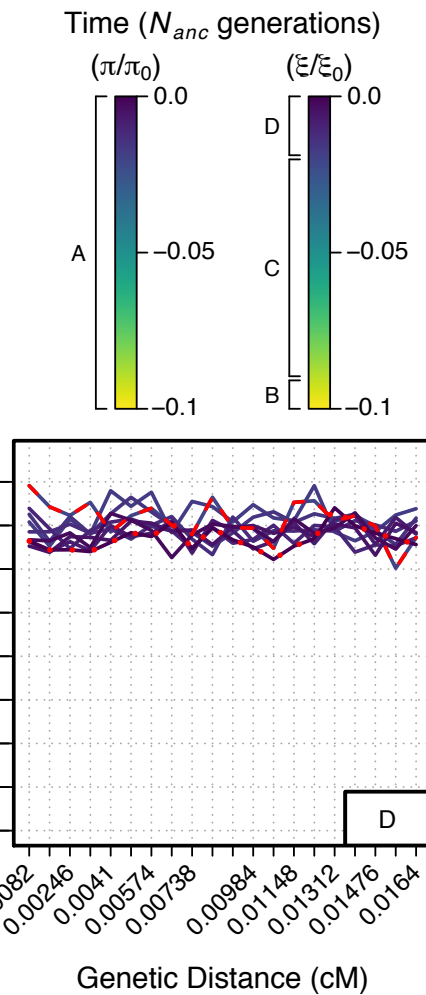 Time (N_anc generations)
(π/π₀) (ξ/ξ₀)
0.0 0.0
D
A −0.05 C −0.05
B
−0.1 −0.1
D
0.00246 0.0041 0.00574 0.00738 0.00984 0.01148 0.01312 0.01476 0.0164
Genetic Distance (cM)